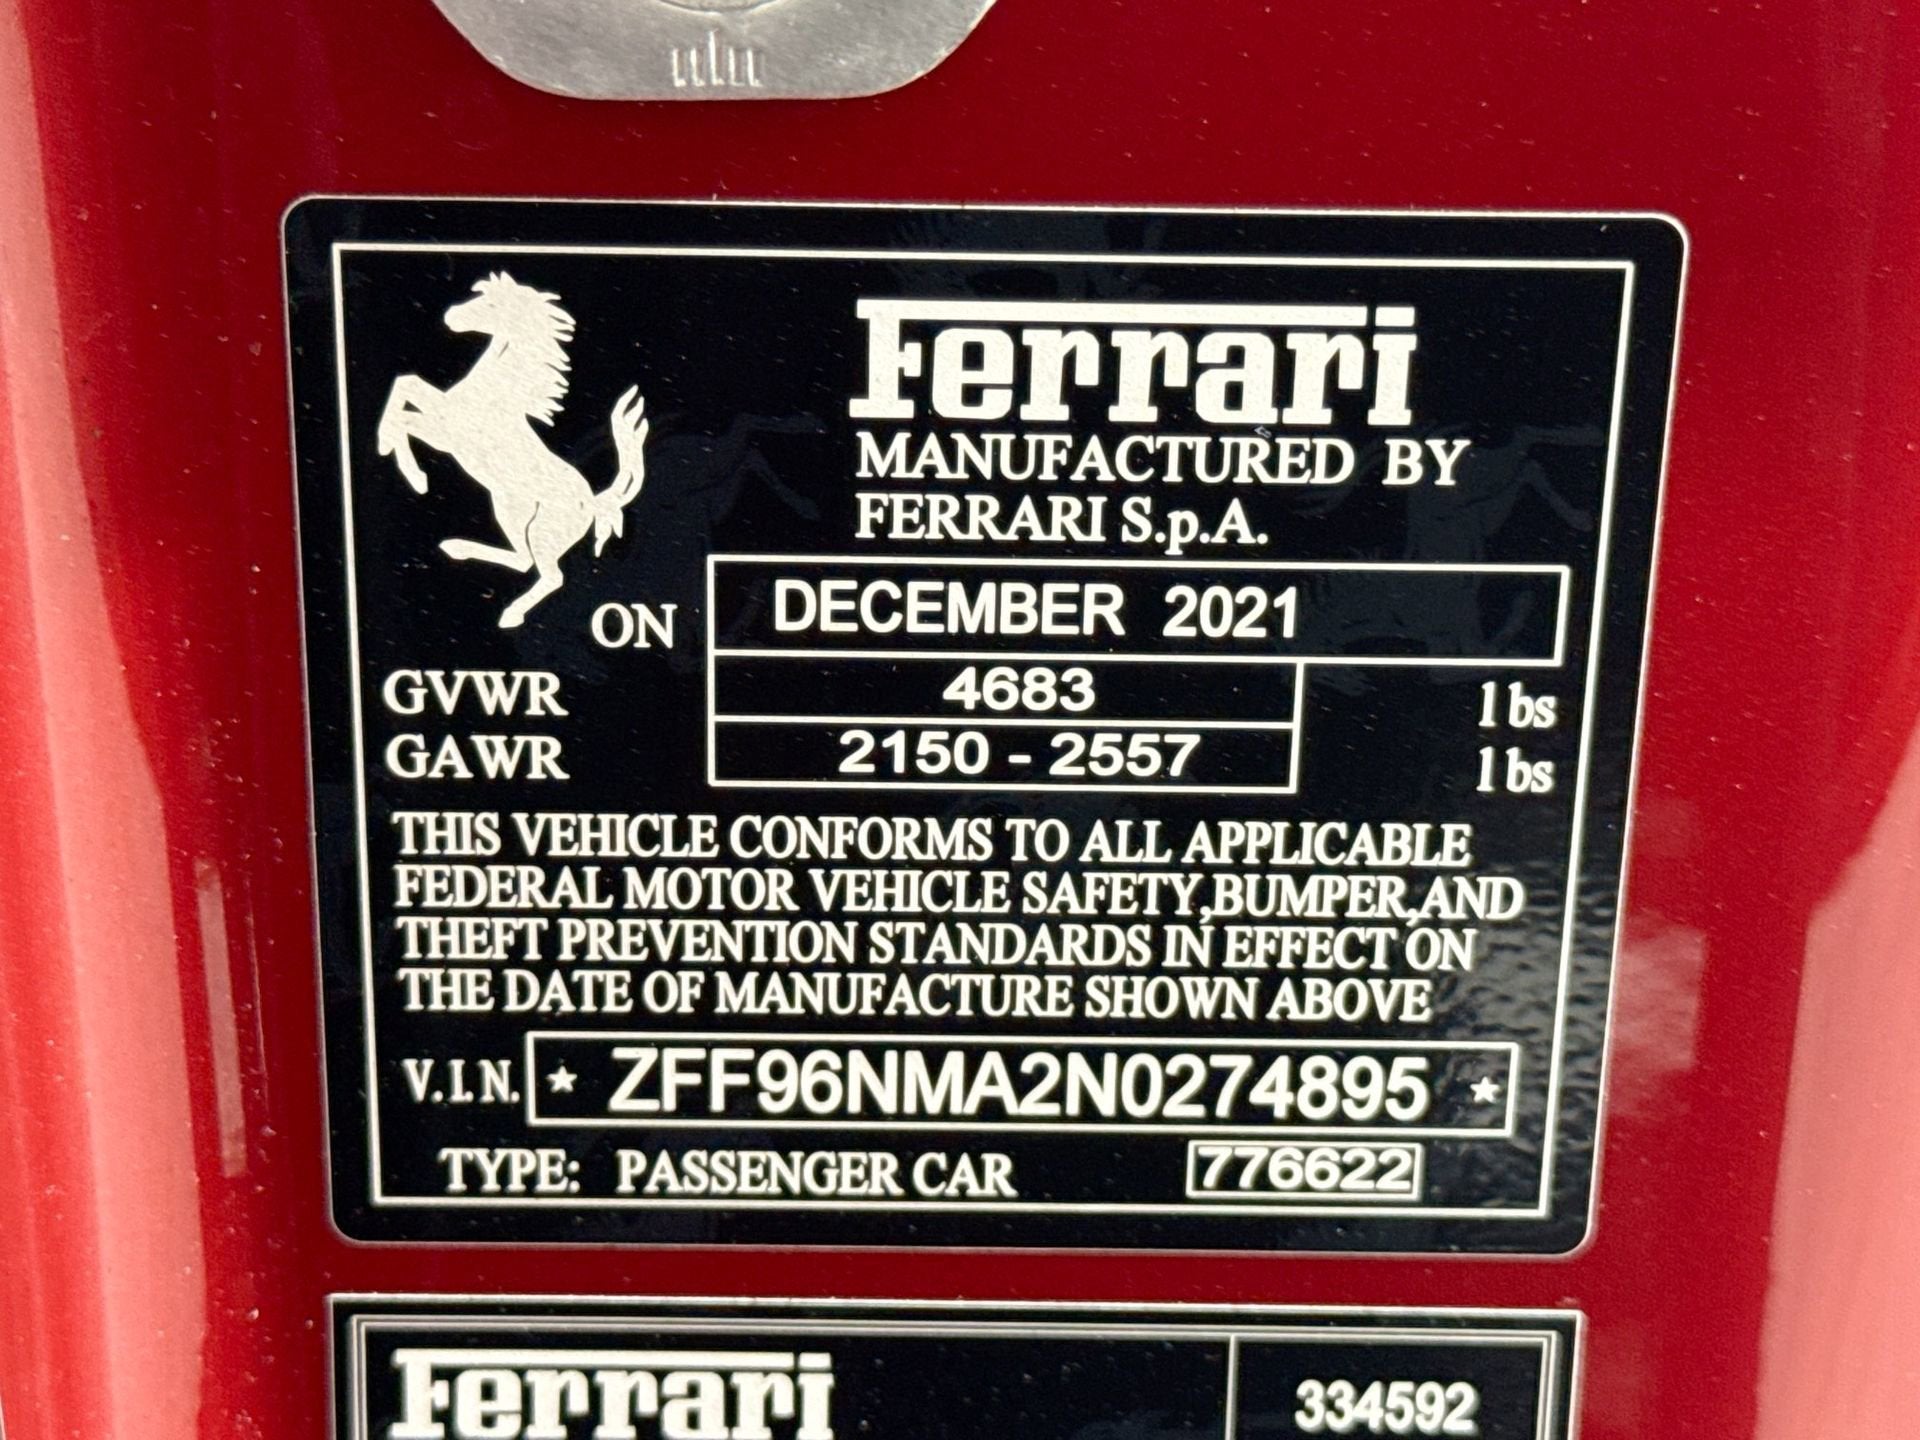 Ferrari
MANUFACTURED BY
FERRARI S.p.A.
ON DECEMBER 2021
GVWR 4683 lbs
GAWR 2150 - 2557 lbs
THIS VEHICLE CONFORMS TO ALL APPLICABLE
FEDERAL MOTOR VEHICLE SAFETY,BUMPER,AND
THEFT PREVENTION STANDARDS IN EFFECT ON
THE DATE OF MANUFACTURE SHOWN ABOVE
V.I.N. * ZFF96NMA2N0274895 *
TYPE: PASSENGER CAR 776622
Ferrari 334592